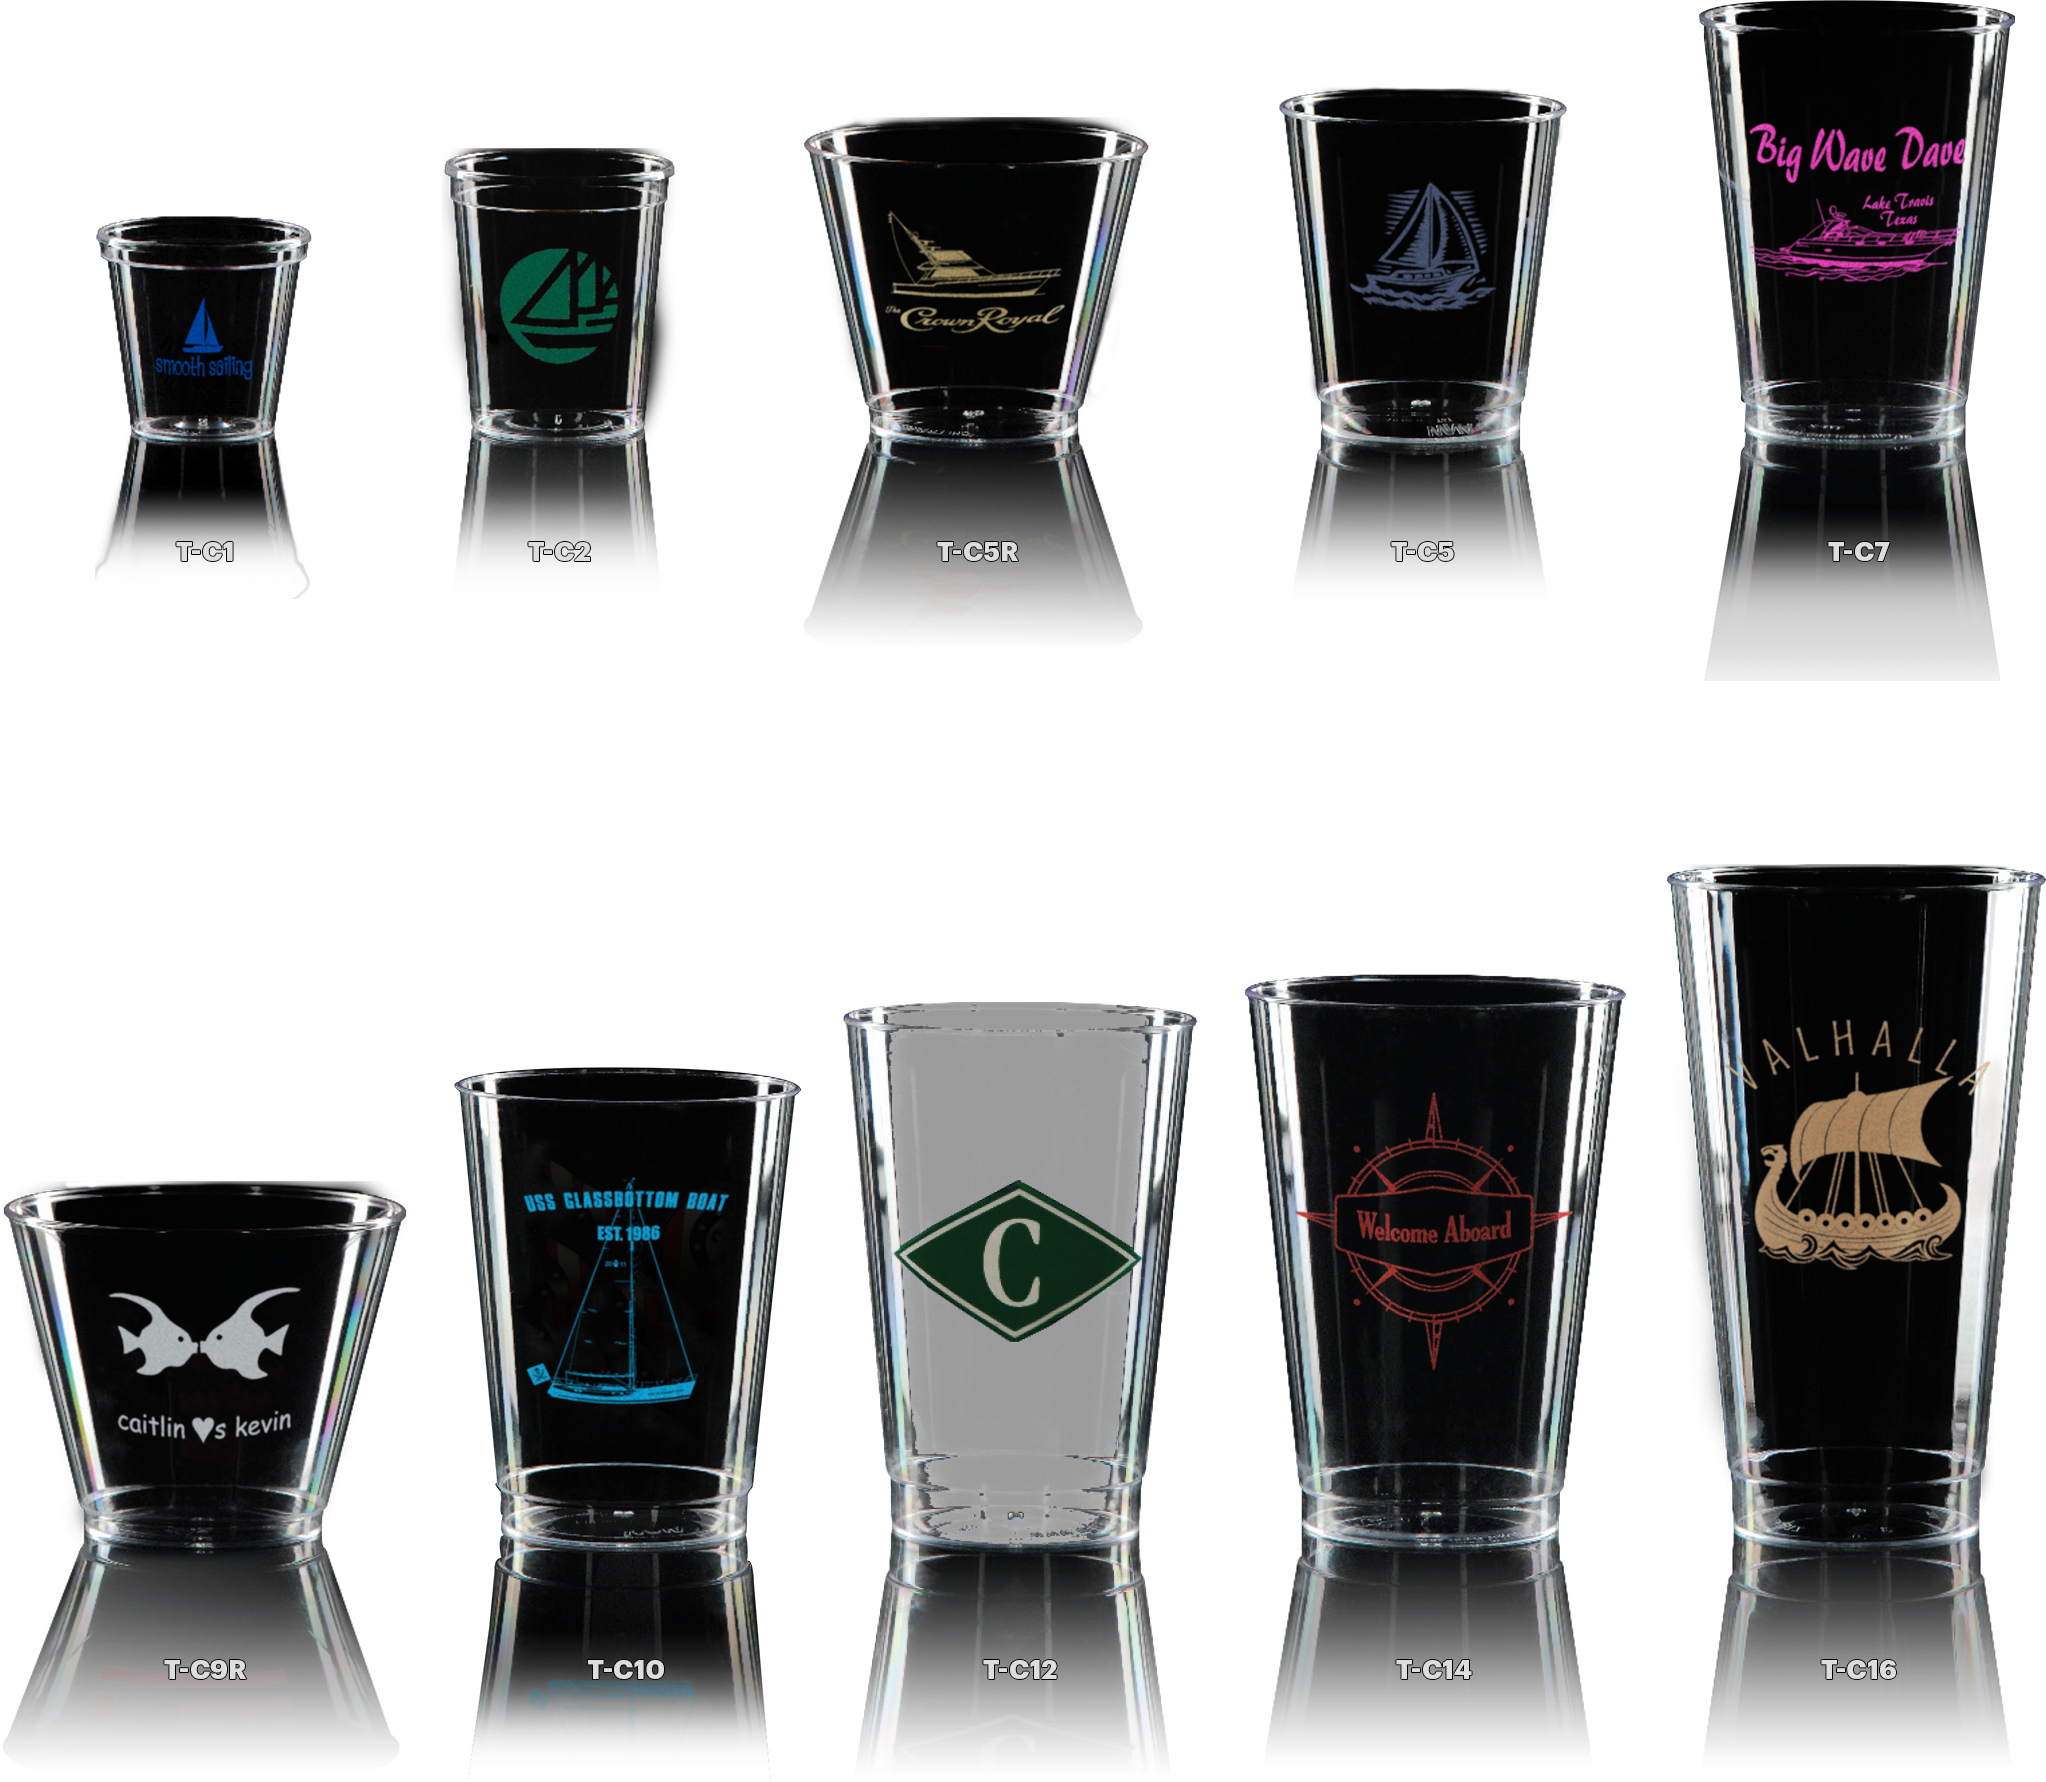 smooth sailing
T-C1
T-C2
The Crown Royal
T-C5R
T-C5
Big Wave Dave
Lake Travis
Texas
T-C7
caitlin ♥s kevin
T-C9R
USS GLASSBOTTOM BOAT
EST. 1986
2011
T-C10
C
T-C12
Welcome Aboard
T-C14
VALHALLA
T-C16